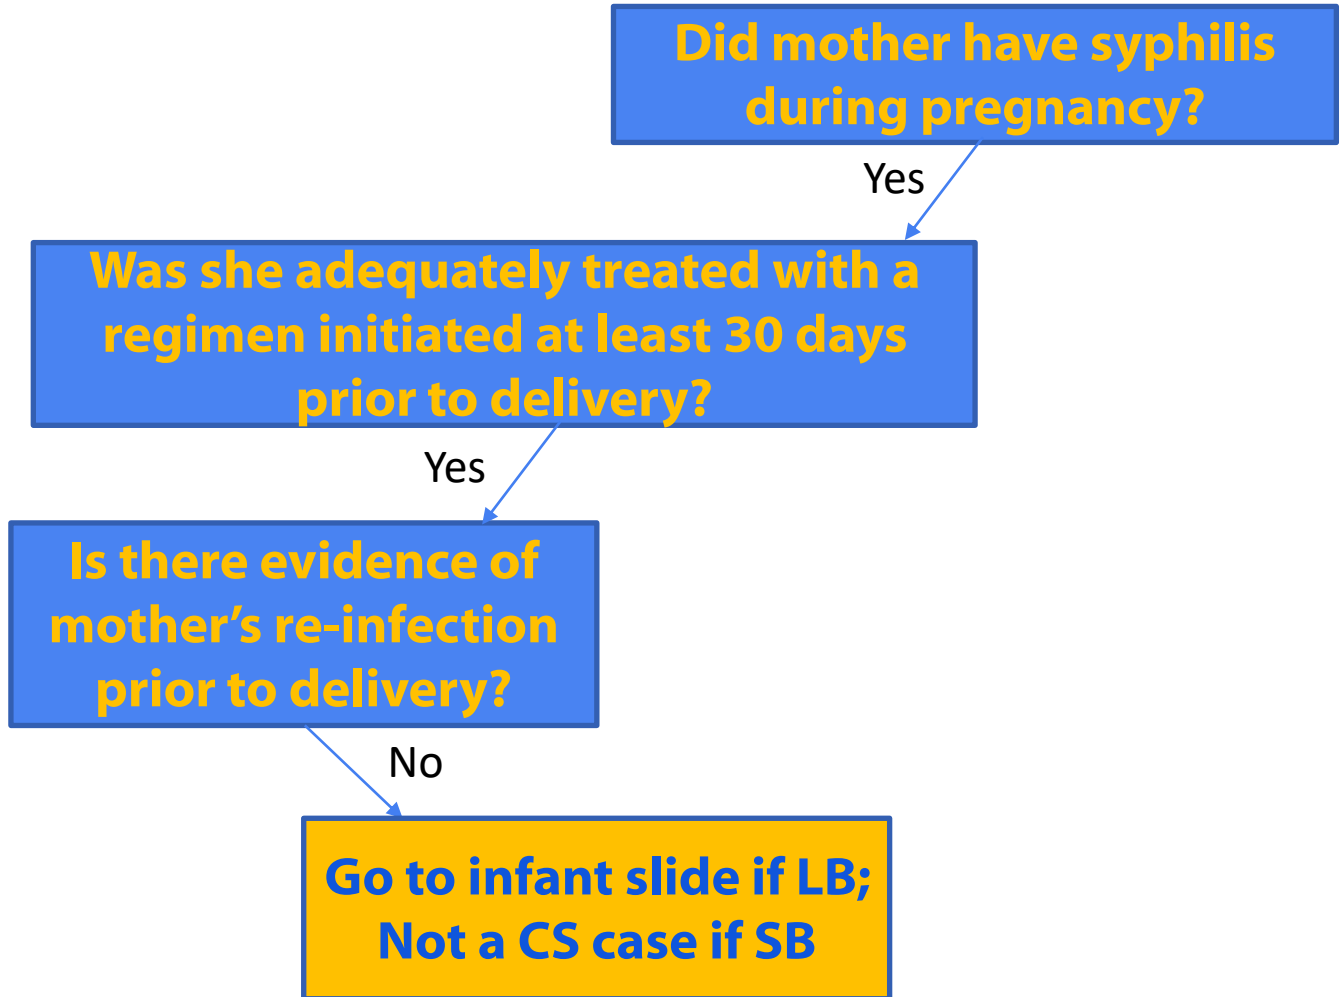 Did mother have syphilis
during pregnancy?
Yes
Was she adequately treated with a
regimen initiated at least 30 days
prior to delivery?
Yes
Is there evidence of
mother’s re-infection
prior to delivery?
No
Go to infant slide if LB;
Not a CS case if SB